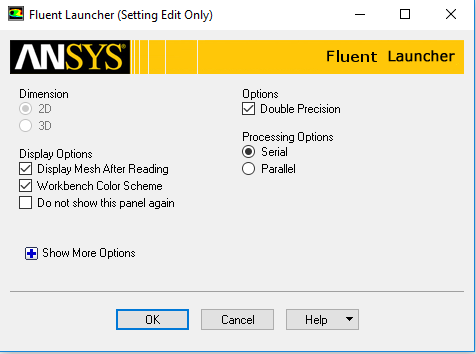 Fluent Launcher (Setting Edit Only)
ANSYS®
Fluent Launcher
Dimension
2D
3D
Display Options
Display Mesh After Reading
Workbench Color Scheme
Do not show this panel again
Options
Double Precision
Processing Options
Serial
Parallel
Show More Options
OK
Cancel
Help